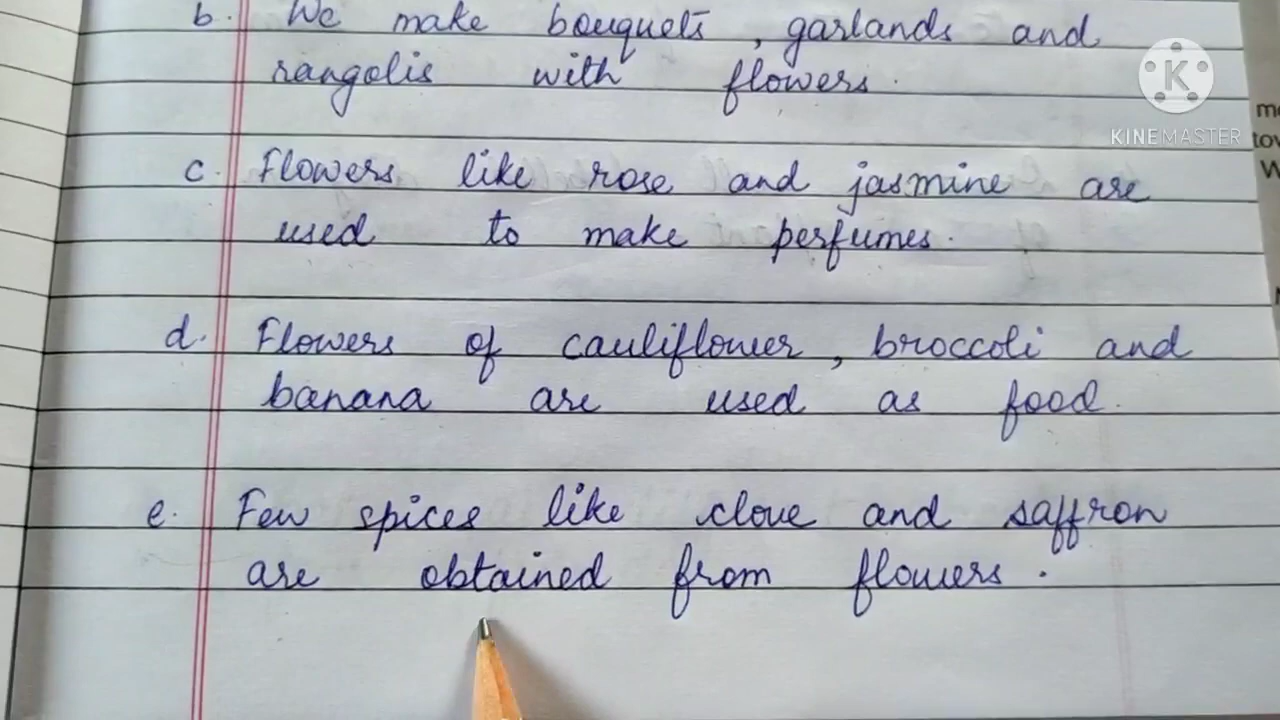 b. We make bouquets, garlands and
rangolis with flowers.
c. Flowers like rose and jasmine are
used to make perfumes.
d. Flowers of cauliflower, broccoli and
banana are used as food.
e. Few spices like clove and saffron
are obtained from flowers.
K
KINEMASTER